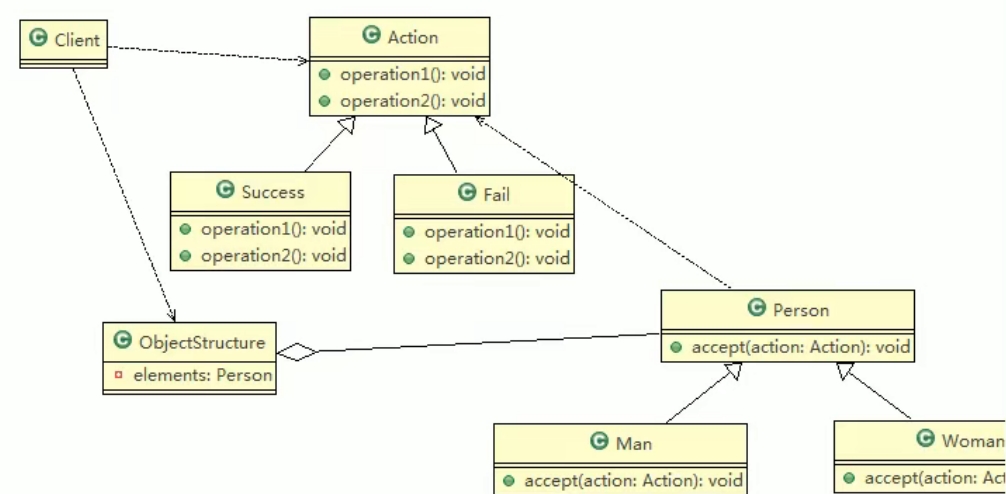 Client
Action
operation1(): void
operation2(): void
Success
operation1(): void
operation2(): void
Fail
operation1(): void
operation2(): void
ObjectStructure
elements: Person
Person
accept(action: Action): void
Man
accept(action: Action): void
Woman
accept(action: Act